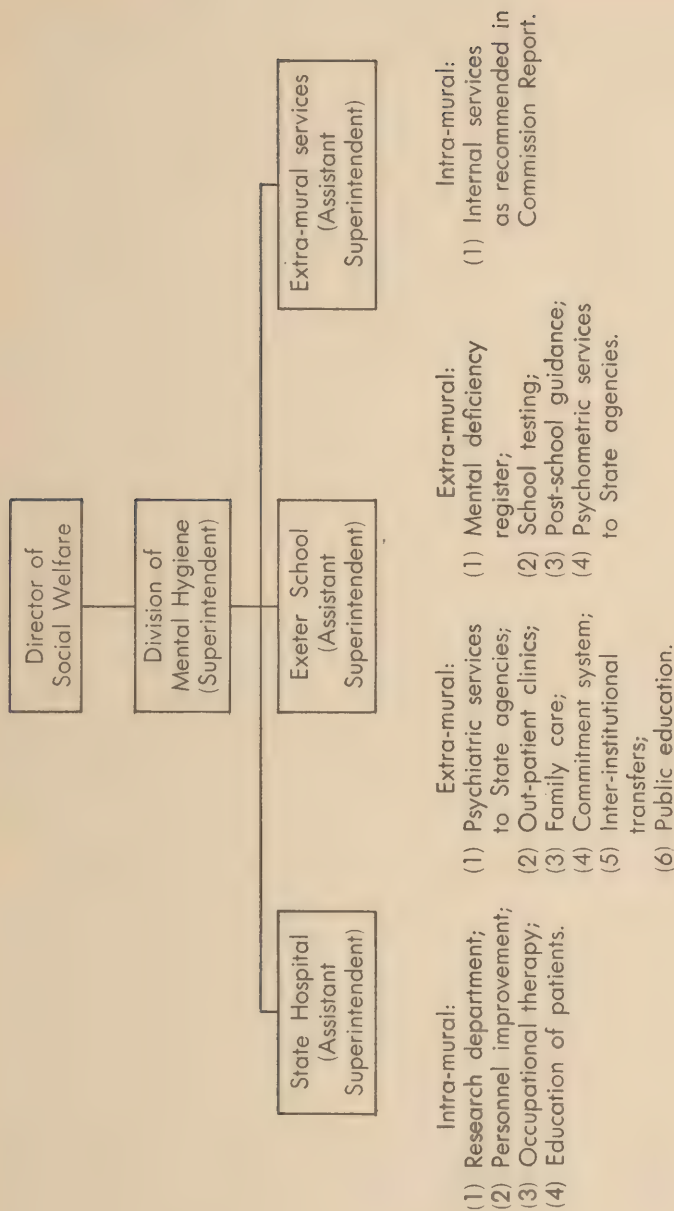 Director of
Social Welfare
Division of
Mental Hygiene
(Superintendent)
State Hospital
(Assistant
Superintendent)
Exeter School
(Assistant
Superintendent)
Extra-mural services
(Assistant
Superintendent)
Intra-mural:
(1) Research department;
(2) Personnel improvement;
(3) Occupational therapy;
(4) Education of patients.
Extra-mural:
(1) Psychiatric services
to State agencies;
(2) Out-patient clinics;
(3) Family care;
(4) Commitment system;
(5) Inter-institutional
transfers;
(6) Public education.
Extra-mural:
(1) Mental deficiency
register;
(2) School testing;
(3) Post-school guidance;
(4) Psychometric services
to State agencies.
Intra-mural:
(1) Internal services
as recommended in
Commission Report.